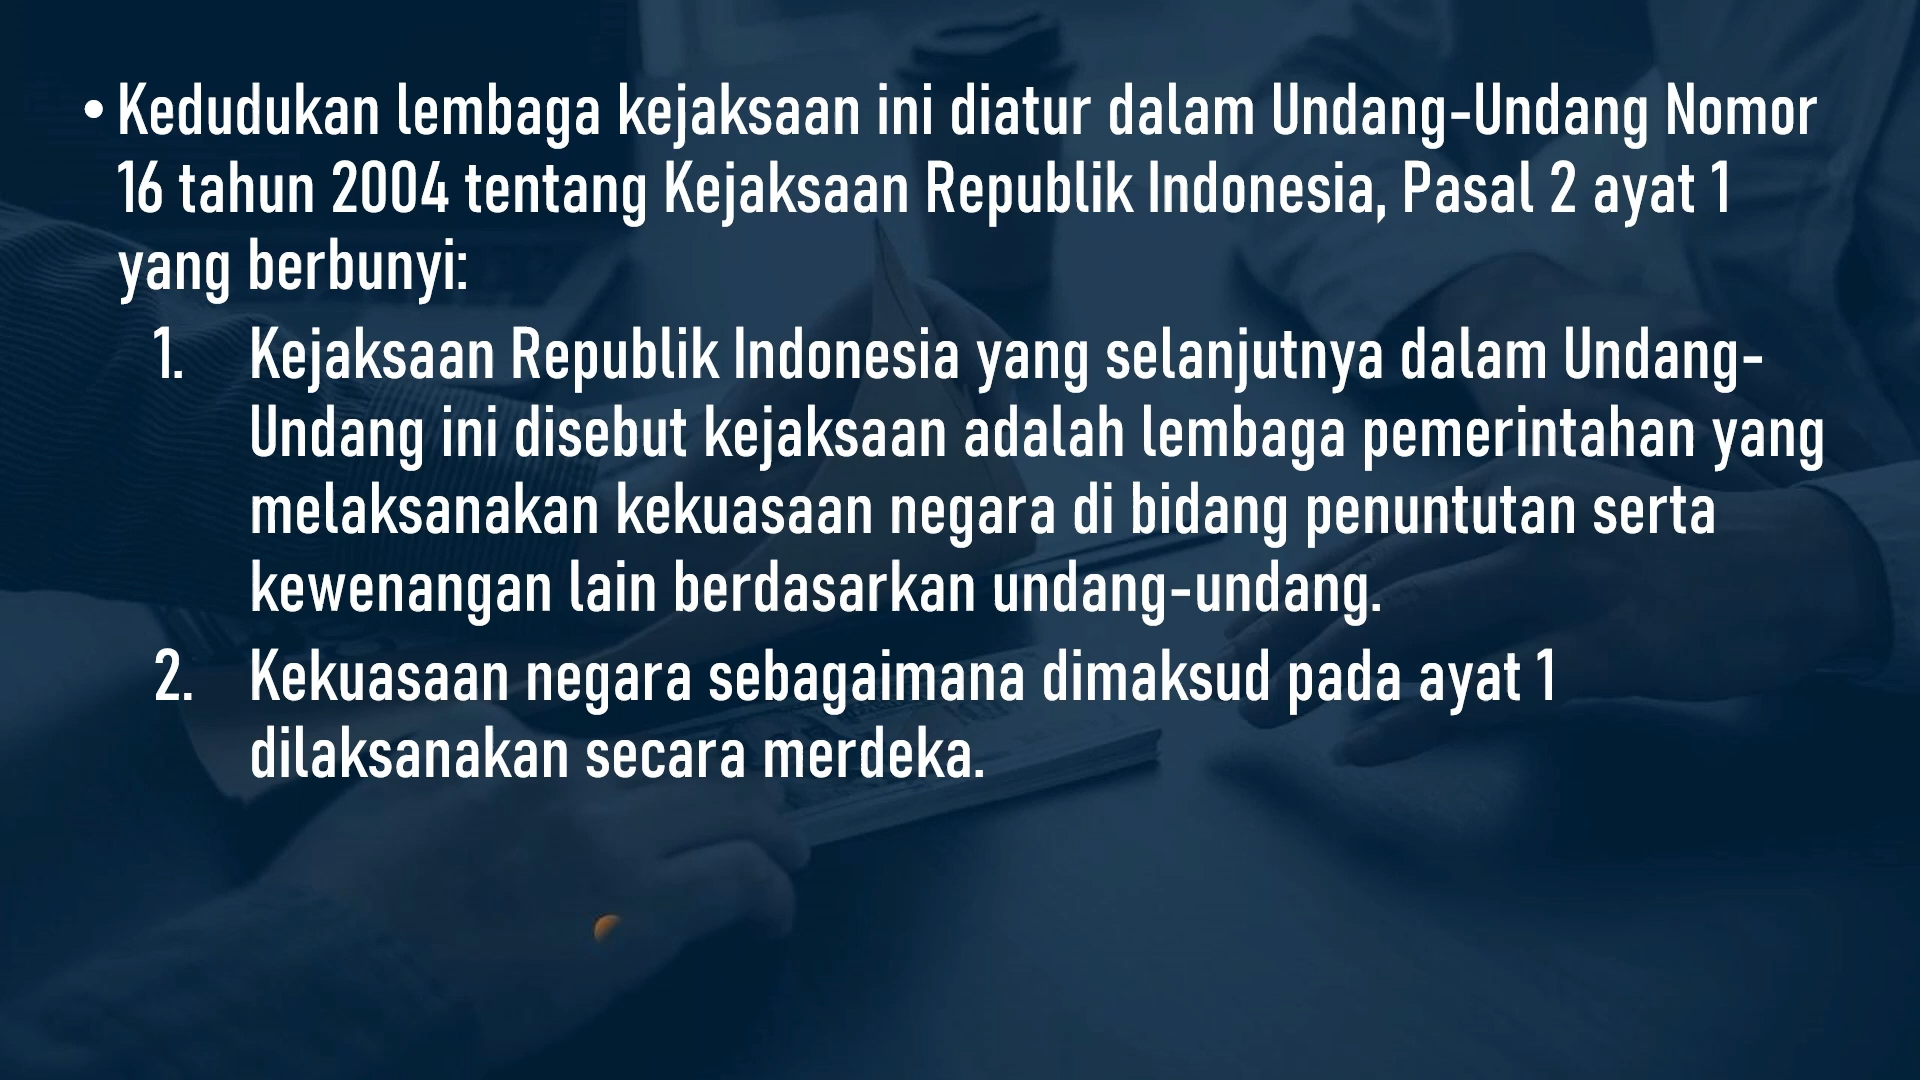 • Kedudukan lembaga kejaksaan ini diatur dalam Undang-Undang Nomor
16 tahun 2004 tentang Kejaksaan Republik Indonesia, Pasal 2 ayat 1
yang berbunyi:
1. Kejaksaan Republik Indonesia yang selanjutnya dalam Undang-
Undang ini disebut kejaksaan adalah lembaga pemerintahan yang
melaksanakan kekuasaan negara di bidang penuntutan serta
kewenangan lain berdasarkan undang-undang.
2. Kekuasaan negara sebagaimana dimaksud pada ayat 1
dilaksanakan secara merdeka.